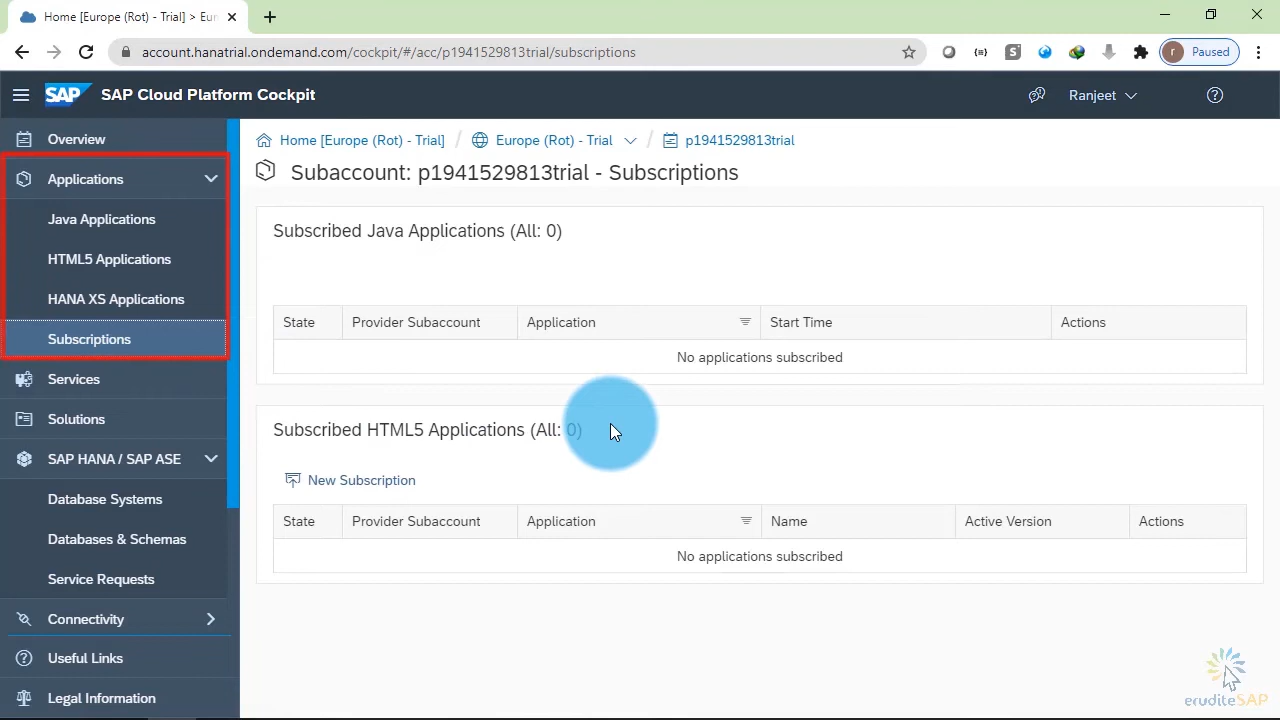 Home [Europe (Rot) - Trial] > Eur
account.hanatrial.ondemand.com/cockpit/#/acc/p1941529813trial/subscriptions
r Paused
SAP SAP Cloud Platform Cockpit
Ranjeet
Overview
Applications
Java Applications
HTML5 Applications
HANA XS Applications
Subscriptions
Services
Solutions
SAP HANA / SAP ASE
Database Systems
Databases & Schemas
Service Requests
Connectivity
Useful Links
Legal Information
Home [Europe (Rot) - Trial] / Europe (Rot) - Trial / p1941529813trial
Subaccount: p1941529813trial - Subscriptions
Subscribed Java Applications (All: 0)
State Provider Subaccount Application Start Time Actions
No applications subscribed
Subscribed HTML5 Applications (All: 0)
New Subscription
State Provider Subaccount Application Name Active Version Actions
No applications subscribed
eruditeSAP